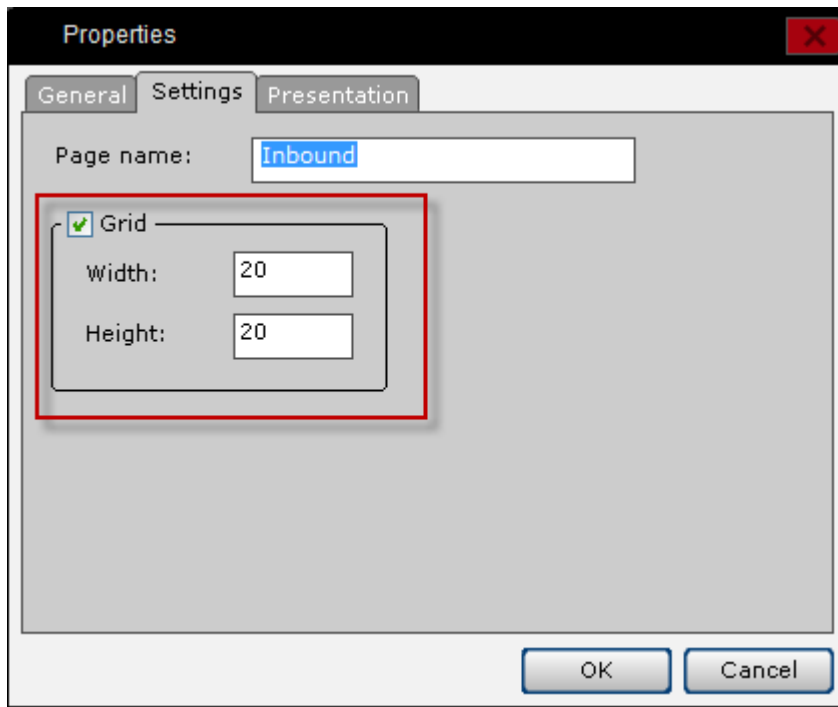 Properties
General Settings Presentation
Page name: Inbound
Grid
Width: 20
Height: 20
OK Cancel